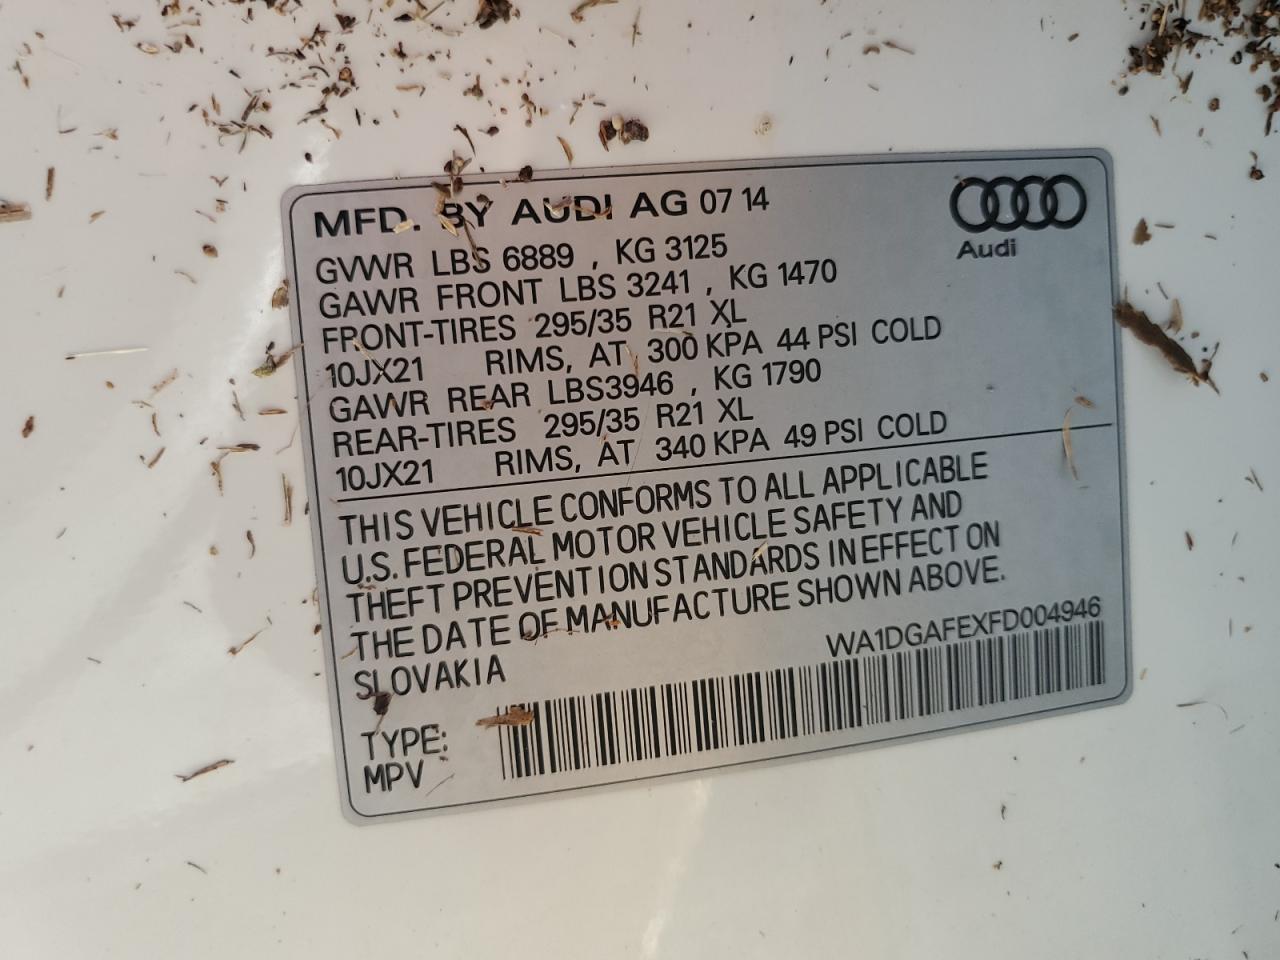 MFD. BY AUDI AG 07 14
Audi
GVWR LBS 6889 , KG 3125
GAWR FRONT LBS 3241 , KG 1470
FRONT-TIRES 295/35 R21 XL
10JX21 RIMS, AT 300 KPA 44 PSI COLD
GAWR REAR LBS3946 , KG 1790
REAR-TIRES 295/35 R21 XL
10JX21 RIMS, AT 340 KPA 49 PSI COLD
THIS VEHICLE CONFORMS TO ALL APPLICABLE
U.S. FEDERAL MOTOR VEHICLE SAFETY AND
THEFT PREVENTION STANDARDS IN EFFECT ON
THE DATE OF MANUFACTURE SHOWN ABOVE.
SLOVAKIA
WA1DGAFEXFD004946
TYPE:
MPV